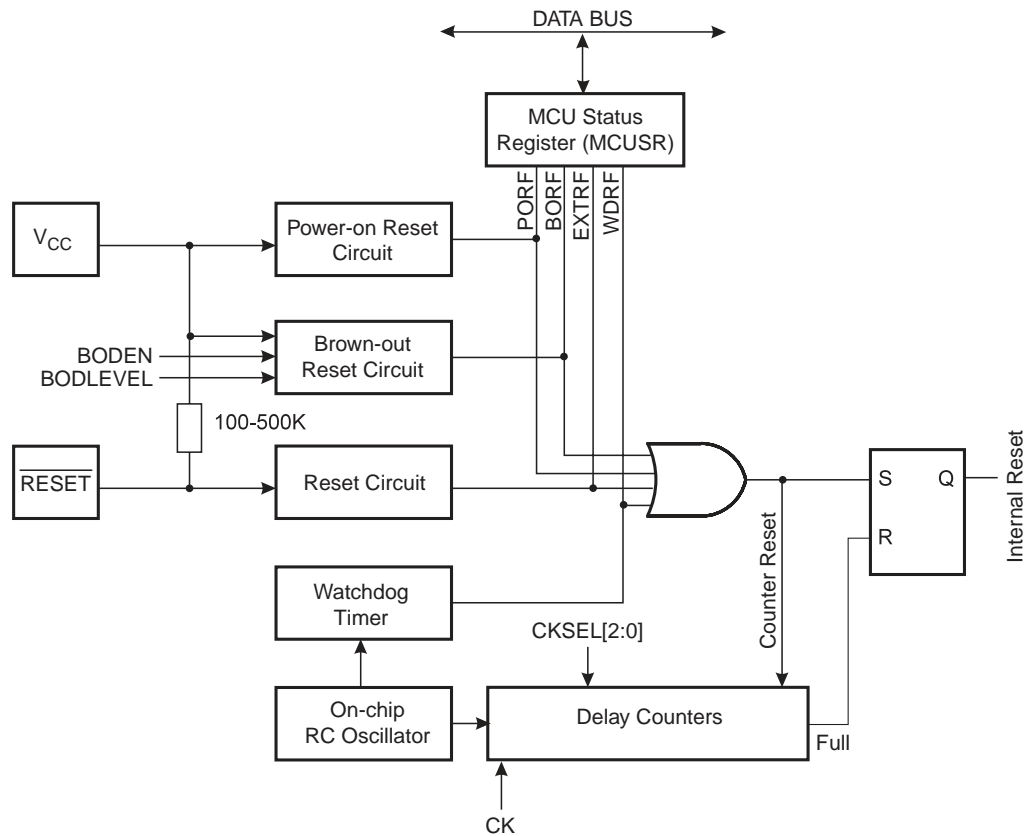 DATA BUS
MCU Status
Register (MCUSR)
PORF
BORF
EXTRF
WDRF
VCC
Power-on Reset
Circuit
BODEN
BODLEVEL
Brown-out
Reset Circuit
100-500K
RESET
Reset Circuit
S
Q
R
Internal Reset
Watchdog
Timer
CKSEL[2:0]
Counter Reset
On-chip
RC Oscillator
Delay Counters
Full
CK